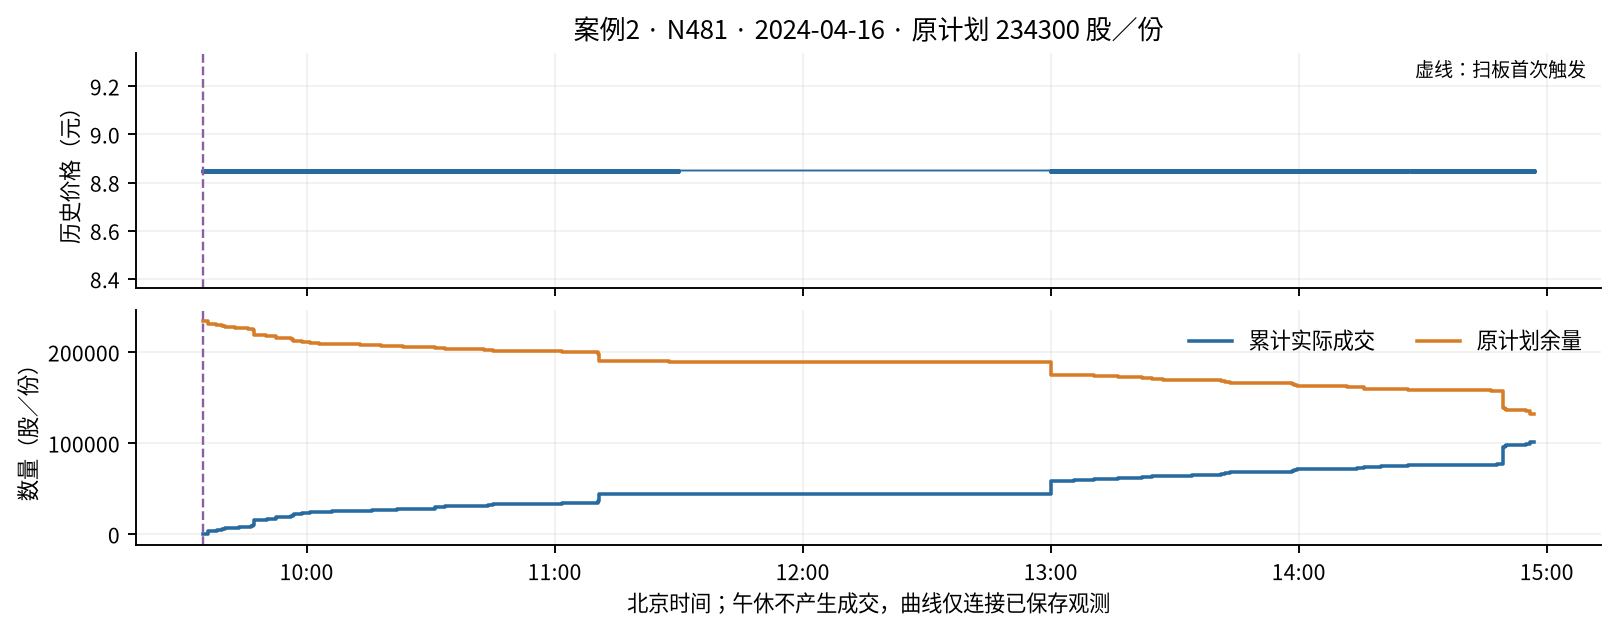 案例2 · N481 · 2024-04-16 · 原计划 234300 股／份
虚线：扫板首次触发
历史价格（元）
9.2
9.0
8.8
8.6
8.4
累计实际成交
原计划余量
数量（股／份）
200000
100000
0
10:00
11:00
12:00
13:00
14:00
15:00
北京时间；午休不产生成交，曲线仅连接已保存观测